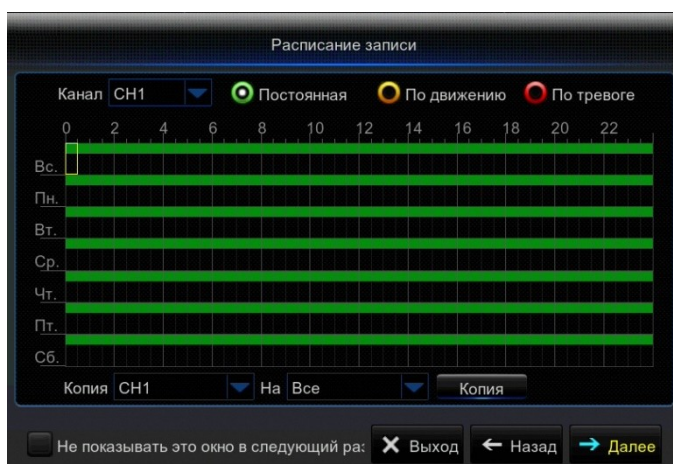 Расписание записи
Канал CH1 Постоянная По движению По тревоге
0 2 4 6 8 10 12 14 16 18 20 22
Вс.
Пн.
Вт.
Ср.
Чт.
Пт.
Сб.
Копия CH1 На Все Копия
Не показывать это окно в следующий раз Выход Назад Далее